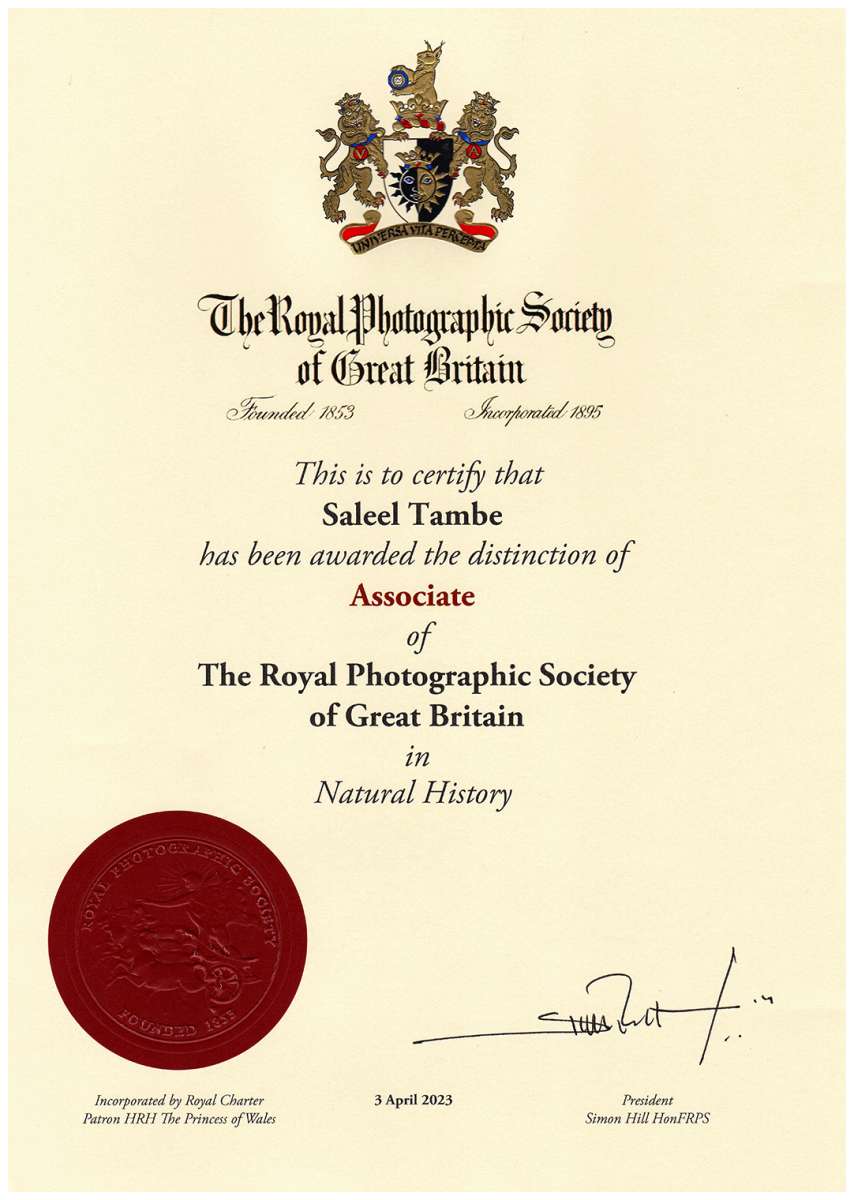 V
A
UNIVERSA VITA PERCEPTA
The Royal Photographic Society
of Great Britain
Founded 1853
Incorporated 1895
This is to certify that
Saleel Tambe
has been awarded the distinction of
Associate
of
The Royal Photographic Society
of Great Britain
in
Natural History
ROYAL PHOTOGRAPHIC SOCIETY
FOUNDED 1853
Incorporated by Royal Charter
Patron HRH The Princess of Wales
3 April 2023
President
Simon Hill HonFRPS